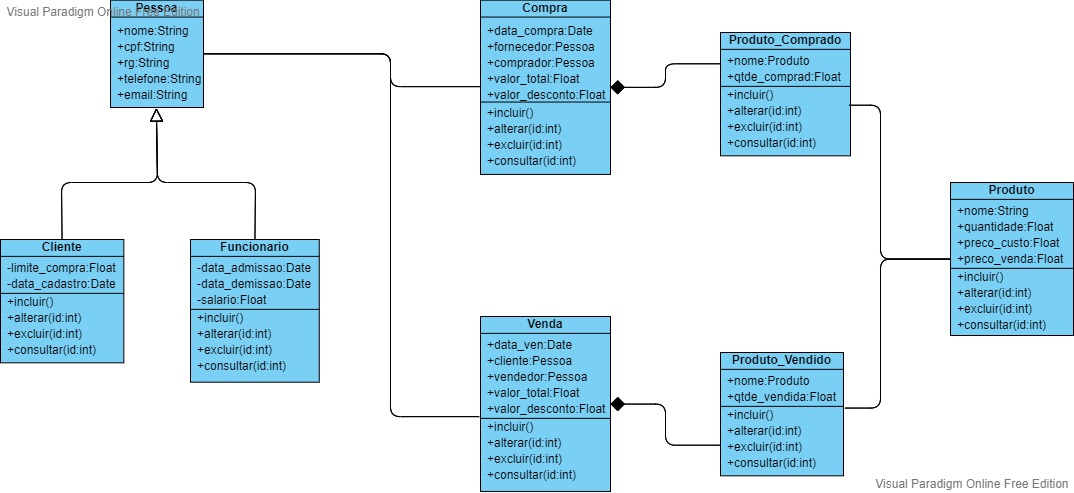 Visual Paradigm Online Free Edition
Pessoa
+nome:String
+cpf:String
+rg:String
+telefone:String
+email:String
Compra
+data_compra:Date
+fornecedor:Pessoa
+comprador:Pessoa
+valor_total:Float
+valor_desconto:Float
+incluir()
+alterar(id:int)
+excluir(id:int)
+consultar(id:int)
Produto_Comprado
+nome:Produto
+qtde_comprad:Float
+incluir()
+alterar(id:int)
+excluir(id:int)
+consultar(id:int)
Produto
+nome:String
+quantidade:Float
+preco_custo:Float
+preco_venda:Float
+incluir()
+alterar(id:int)
+excluir(id:int)
+consultar(id:int)
Cliente
-limite_compra:Float
-data_cadastro:Date
+incluir()
+alterar(id:int)
+excluir(id:int)
+consultar(id:int)
Funcionario
-data_admissao:Date
-data_demissao:Date
-salario:Float
+incluir()
+alterar(id:int)
+excluir(id:int)
+consultar(id:int)
Venda
+data_ven:Date
+cliente:Pessoa
+vendedor:Pessoa
+valor_total:Float
+valor_desconto:Float
+incluir()
+alterar(id:int)
+excluir(id:int)
+consultar(id:int)
Produto_Vendido
+nome:Produto
+qtde_vendida:Float
+incluir()
+alterar(id:int)
+excluir(id:int)
+consultar(id:int)
Visual Paradigm Online Free Edition